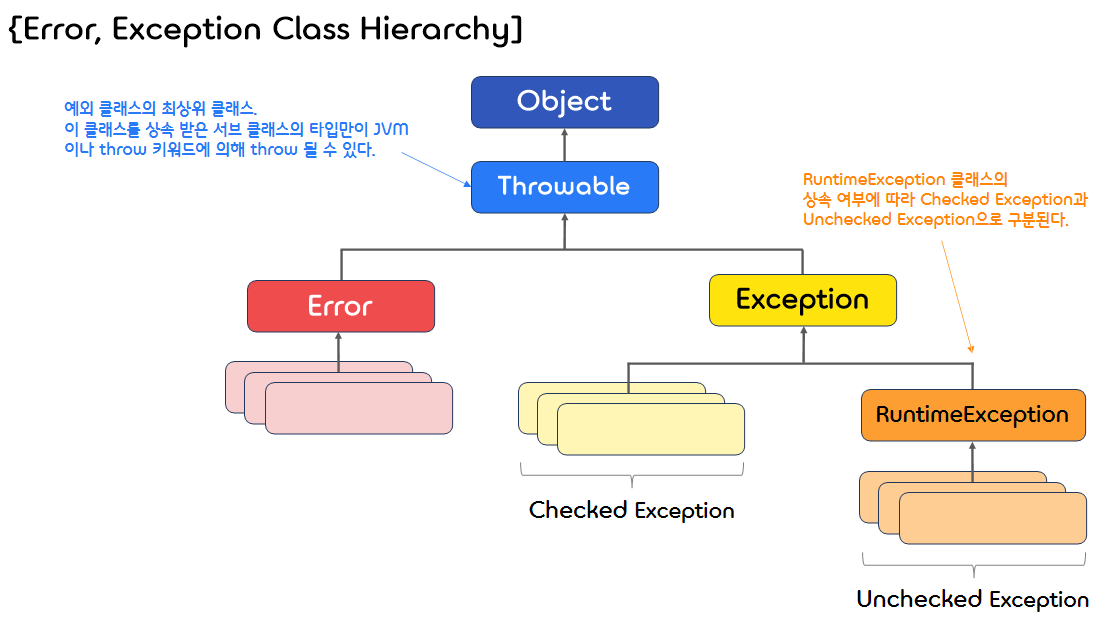 {Error, Exception Class Hierarchy]
Object
예외 클래스의 최상위 클래스.
이 클래스를 상속 받은 서브 클래스의 타입만이 JVM
이나 throw 키워드에 의해 throw 될 수 있다.
Throwable
RuntimeException 클래스의
상속 여부에 따라 Checked Exception과
Unchecked Exception으로 구분된다.
Error
Exception
RuntimeException
Checked Exception
Unchecked Exception